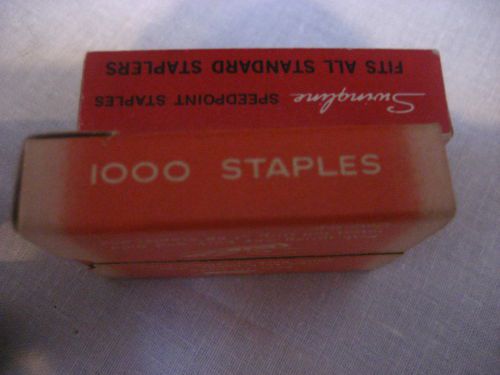 Swingline SPEEDPOINT STAPLES
FITS ALL STANDARD STAPLERS
1000 STAPLES